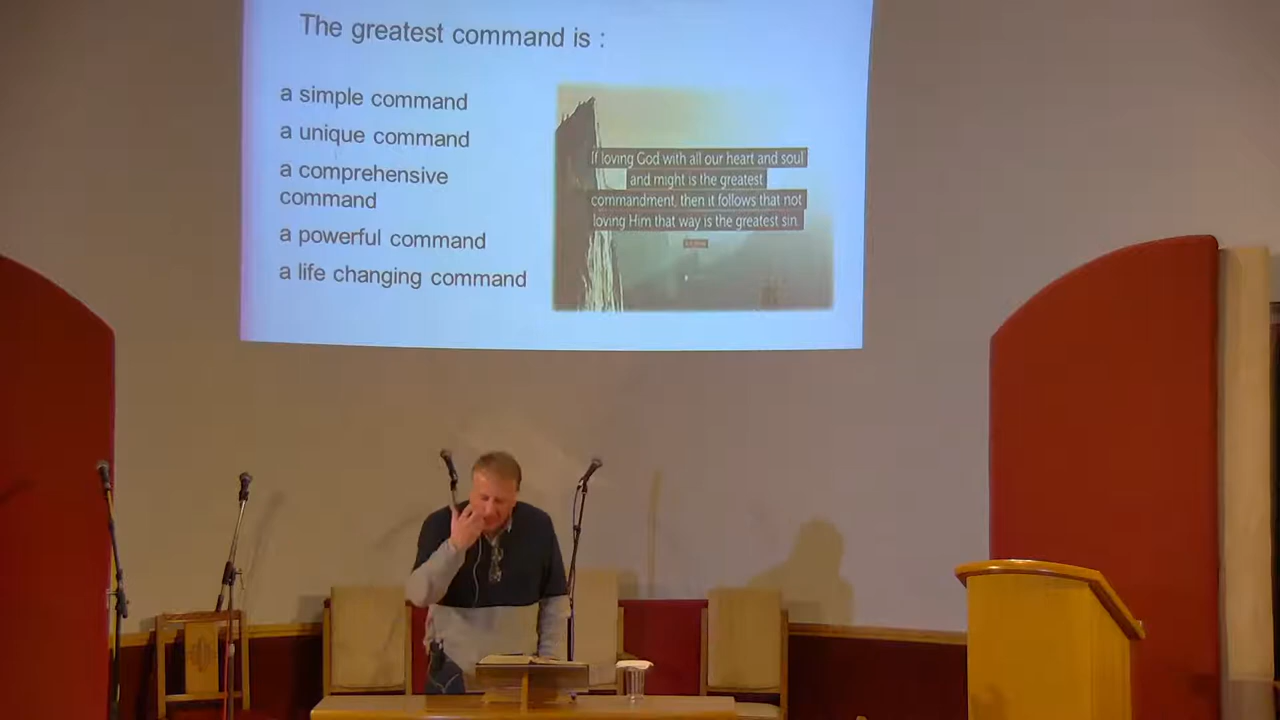 The greatest command is :
a simple command
a unique command
a comprehensive
command
a powerful command
a life changing command
If loving God with all our heart and soul
and might is the greatest
commandment, then it follows that not
loving Him that way is the greatest sin.